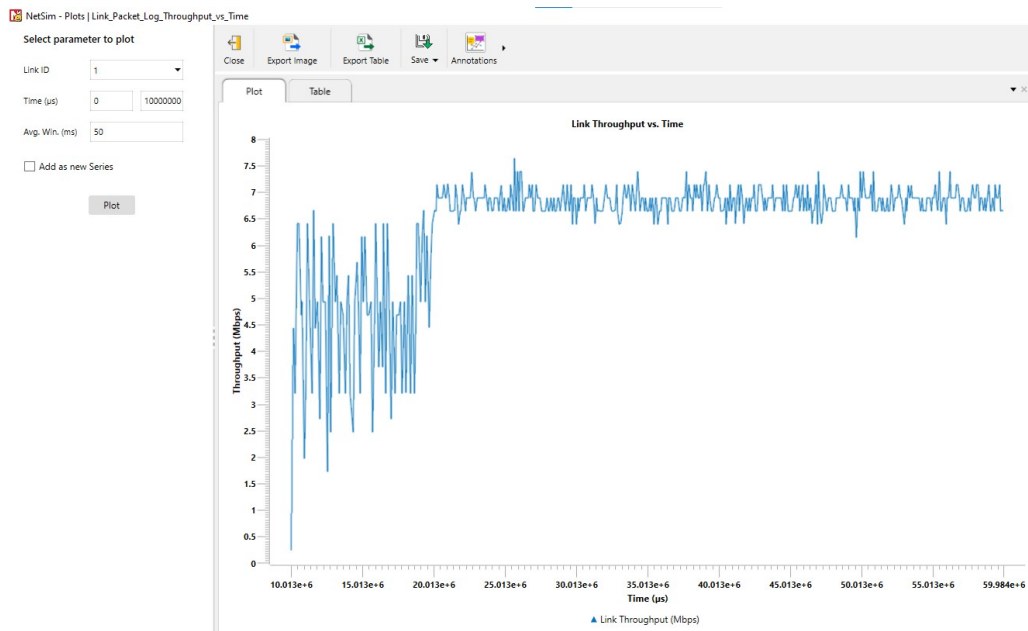 NetSim - Plots | Link_Packet_Log_Throughput_vs_Time
Select parameter to plot
Link ID 1
Time (µs) 0 10000000
Avg. Win. (ms) 50
Add as new Series
Plot
Close Export Image Export Table Save Annotations
Plot Table
Link Throughput vs. Time
8
7.5
7
6.5
6
5.5
5
4.5
4
3.5
3
2.5
2
1.5
1
0.5
0
Throughput (Mbps)
10.013e+6 15.013e+6 20.013e+6 25.013e+6 30.013e+6 35.013e+6 40.013e+6 45.013e+6 50.013e+6 55.013e+6 59.984e+6
Time (µs)
Link Throughput (Mbps)